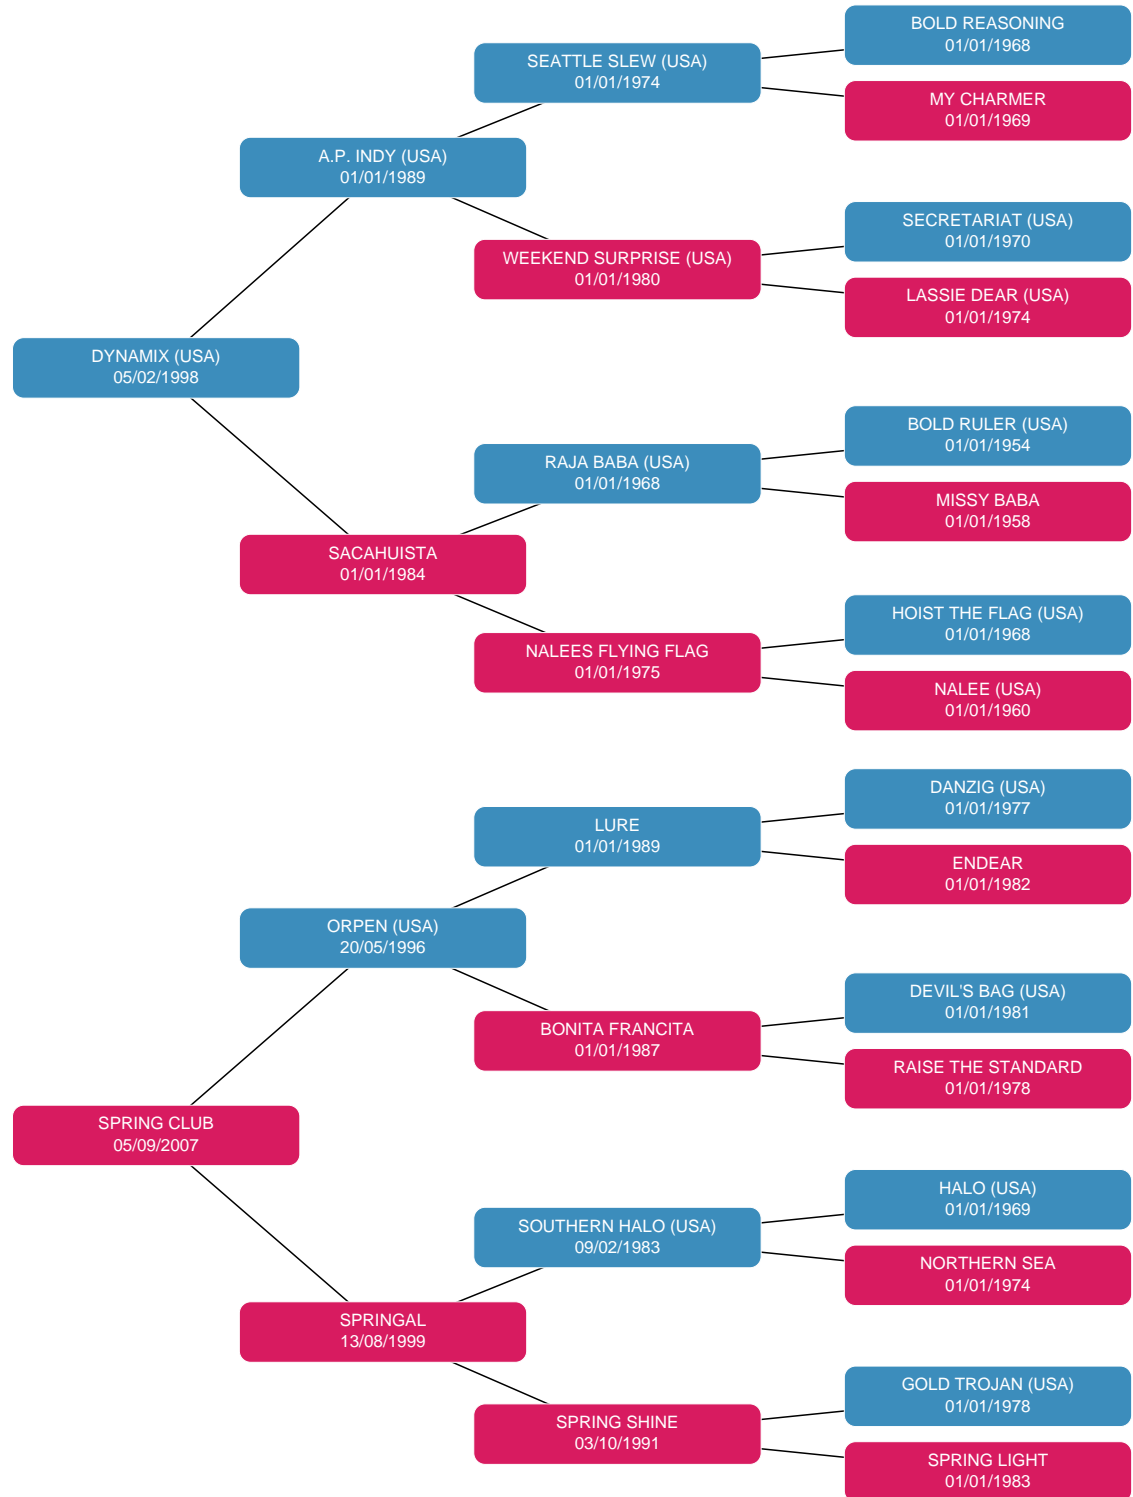 BOLD REASONING
01/01/1968
SEATTLE SLEW (USA)
01/01/1974
MY CHARMER
01/01/1969
A.P. INDY (USA)
01/01/1989
SECRETARIAT (USA)
01/01/1970
WEEKEND SURPRISE (USA)
01/01/1980
LASSIE DEAR (USA)
01/01/1974
DYNAMIX (USA)
05/02/1998
BOLD RULER (USA)
01/01/1954
RAJA BABA (USA)
01/01/1968
MISSY BABA
01/01/1958
SACAHUISTA
01/01/1984
HOIST THE FLAG (USA)
01/01/1968
NALEES FLYING FLAG
01/01/1975
NALEE (USA)
01/01/1960
DANZIG (USA)
01/01/1977
LURE
01/01/1989
ENDEAR
01/01/1982
ORPEN (USA)
20/05/1996
DEVIL'S BAG (USA)
01/01/1981
BONITA FRANCITA
01/01/1987
RAISE THE STANDARD
01/01/1978
SPRING CLUB
05/09/2007
HALO (USA)
01/01/1969
SOUTHERN HALO (USA)
09/02/1983
NORTHERN SEA
01/01/1974
SPRINGAL
13/08/1999
GOLD TROJAN (USA)
01/01/1978
SPRING SHINE
03/10/1991
SPRING LIGHT
01/01/1983